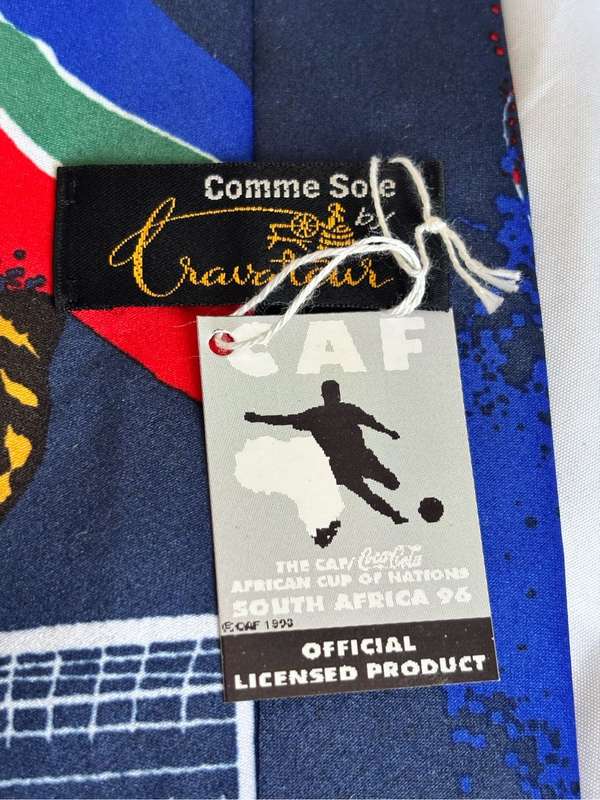 Comme Soie
by
Travateur
CAF
THE CAF/Coca-Cola
AFRICAN CUP OF NATIONS
SOUTH AFRICA 96
© CAF 1993
OFFICIAL
LICENSED PRODUCT